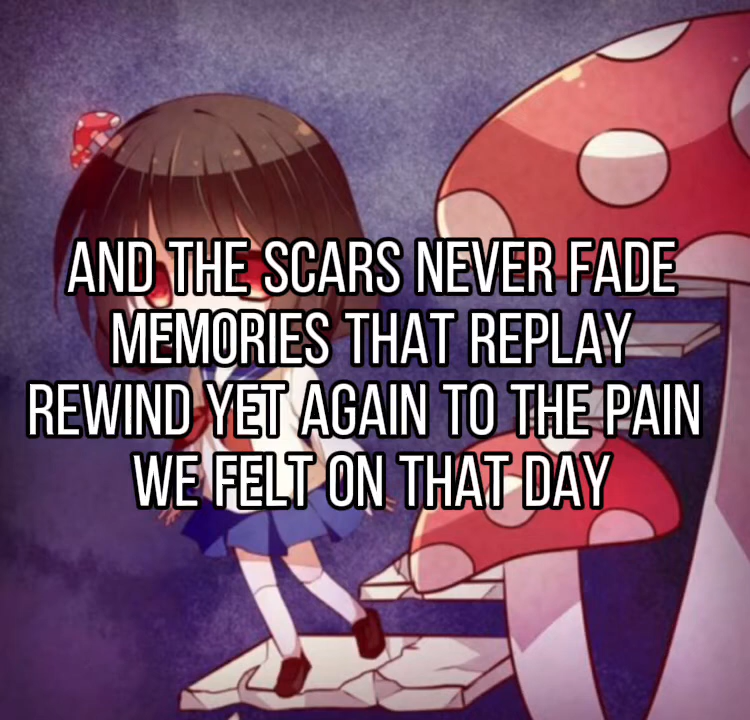 AND THE SCARS NEVER FADE
MEMORIES THAT REPLAY
REWIND YET AGAIN TO THE PAIN
WE FELT ON THAT DAY